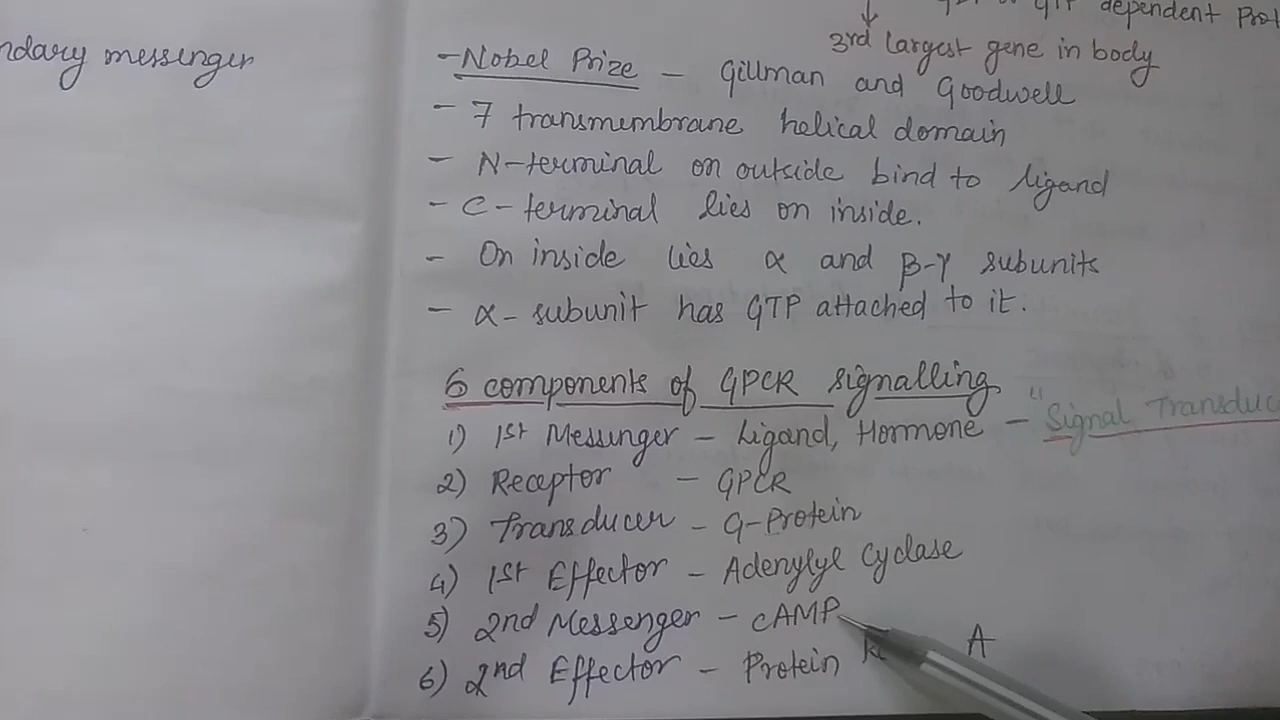 dependent Prot
3rd largest gene in body
ndary messenger
- Nobel Prize - Gillman and Goodwell
- 7 transmembrane helical domain
- N-terminal on outside bind to ligand
- C-terminal lies on inside.
- On inside lies α and β-γ subunits
- α-subunit has GTP attached to it.
6 components of GPCR signalling
1) 1st Messenger - Ligand, Hormone - "Signal Transduc
2) Receptor - GPCR
3) Transducer - G-Protein
4) 1st Effector - Adenylyl Cyclase
5) 2nd Messenger - cAMP
6) 2nd Effector - Protein Ki A